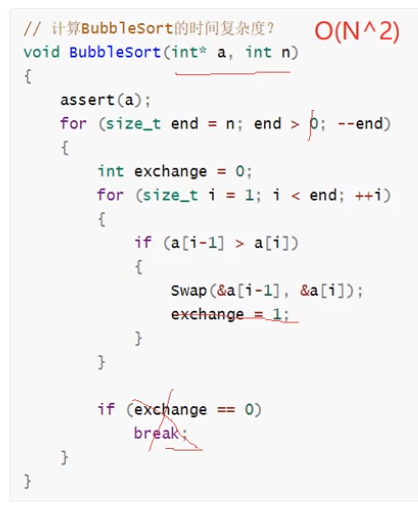 // 计算BubbleSort的时间复杂度? O(N^2)
void BubbleSort(int* a, int n)
{
    assert(a);
    for (size_t end = n; end > 0; --end)
    {
        int exchange = 0;
        for (size_t i = 1; i < end; ++i)
        {
            if (a[i-1] > a[i])
            {
                Swap(&a[i-1], &a[i]);
                exchange = 1;
            }
        }

        if (exchange == 0)
            break;
    }
}